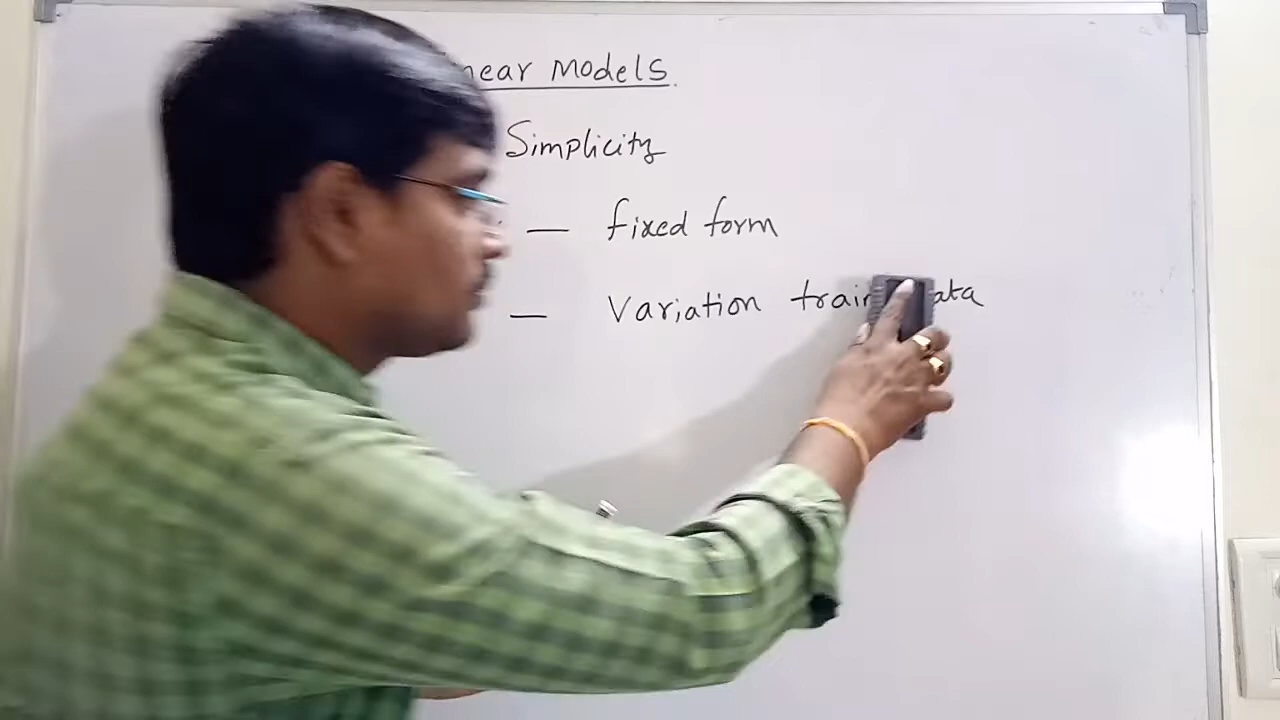 near Models.
Simplicity
— fixed form
— Variation train ata